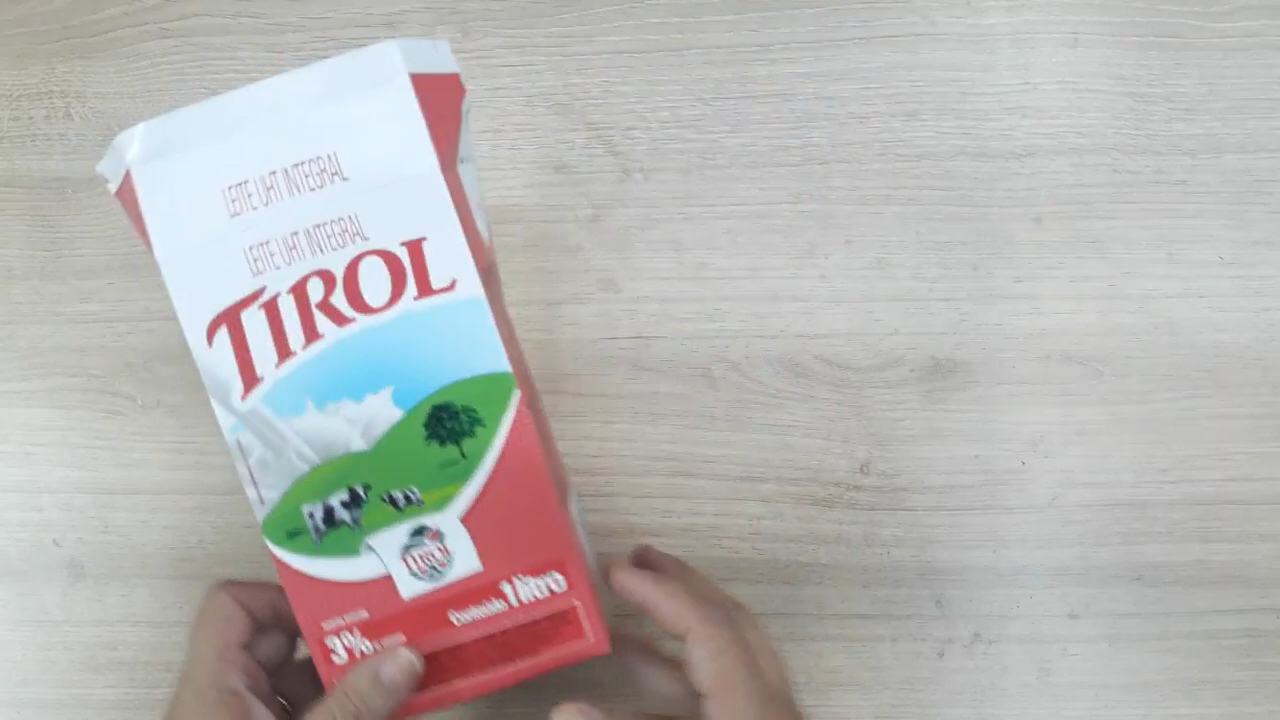 LEITE UHT INTEGRAL
LEITE UHT INTEGRAL
TIROL
TIROL
Conteúdo 1 litro
3%